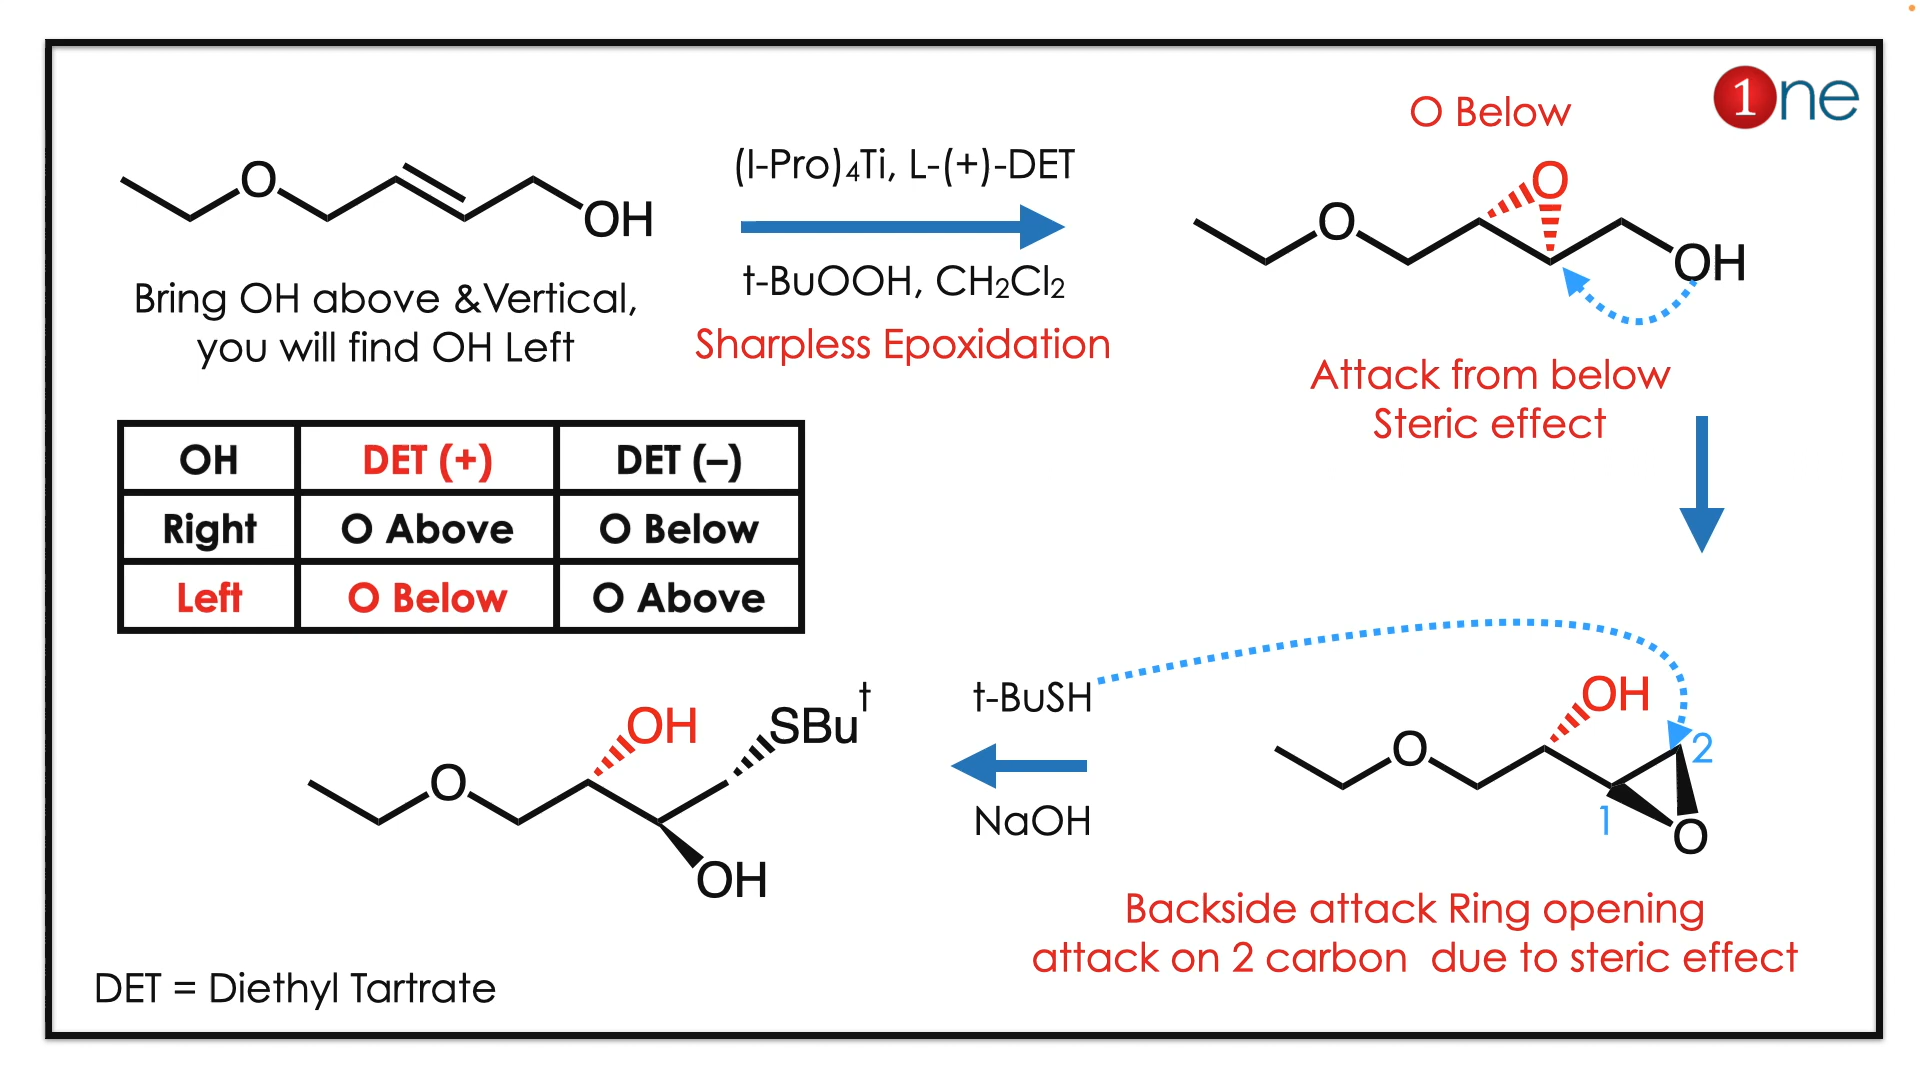 1ne
O Below
O
OH
(I-Pro)₄Ti, L-(+)-DET
t-BuOOH, CH₂Cl₂
Sharpless Epoxidation
Bring OH above &Vertical,
you will find OH Left
O
O
OH
Attack from below
Steric effect
OH DET (+) DET (–)
Right O Above O Below
Left O Below O Above
t-BuSH
NaOH
O
OH
2
1
O
Backside attack Ring opening
attack on 2 carbon due to steric effect
O
OH
SBuᵗ
OH
DET = Diethyl Tartrate